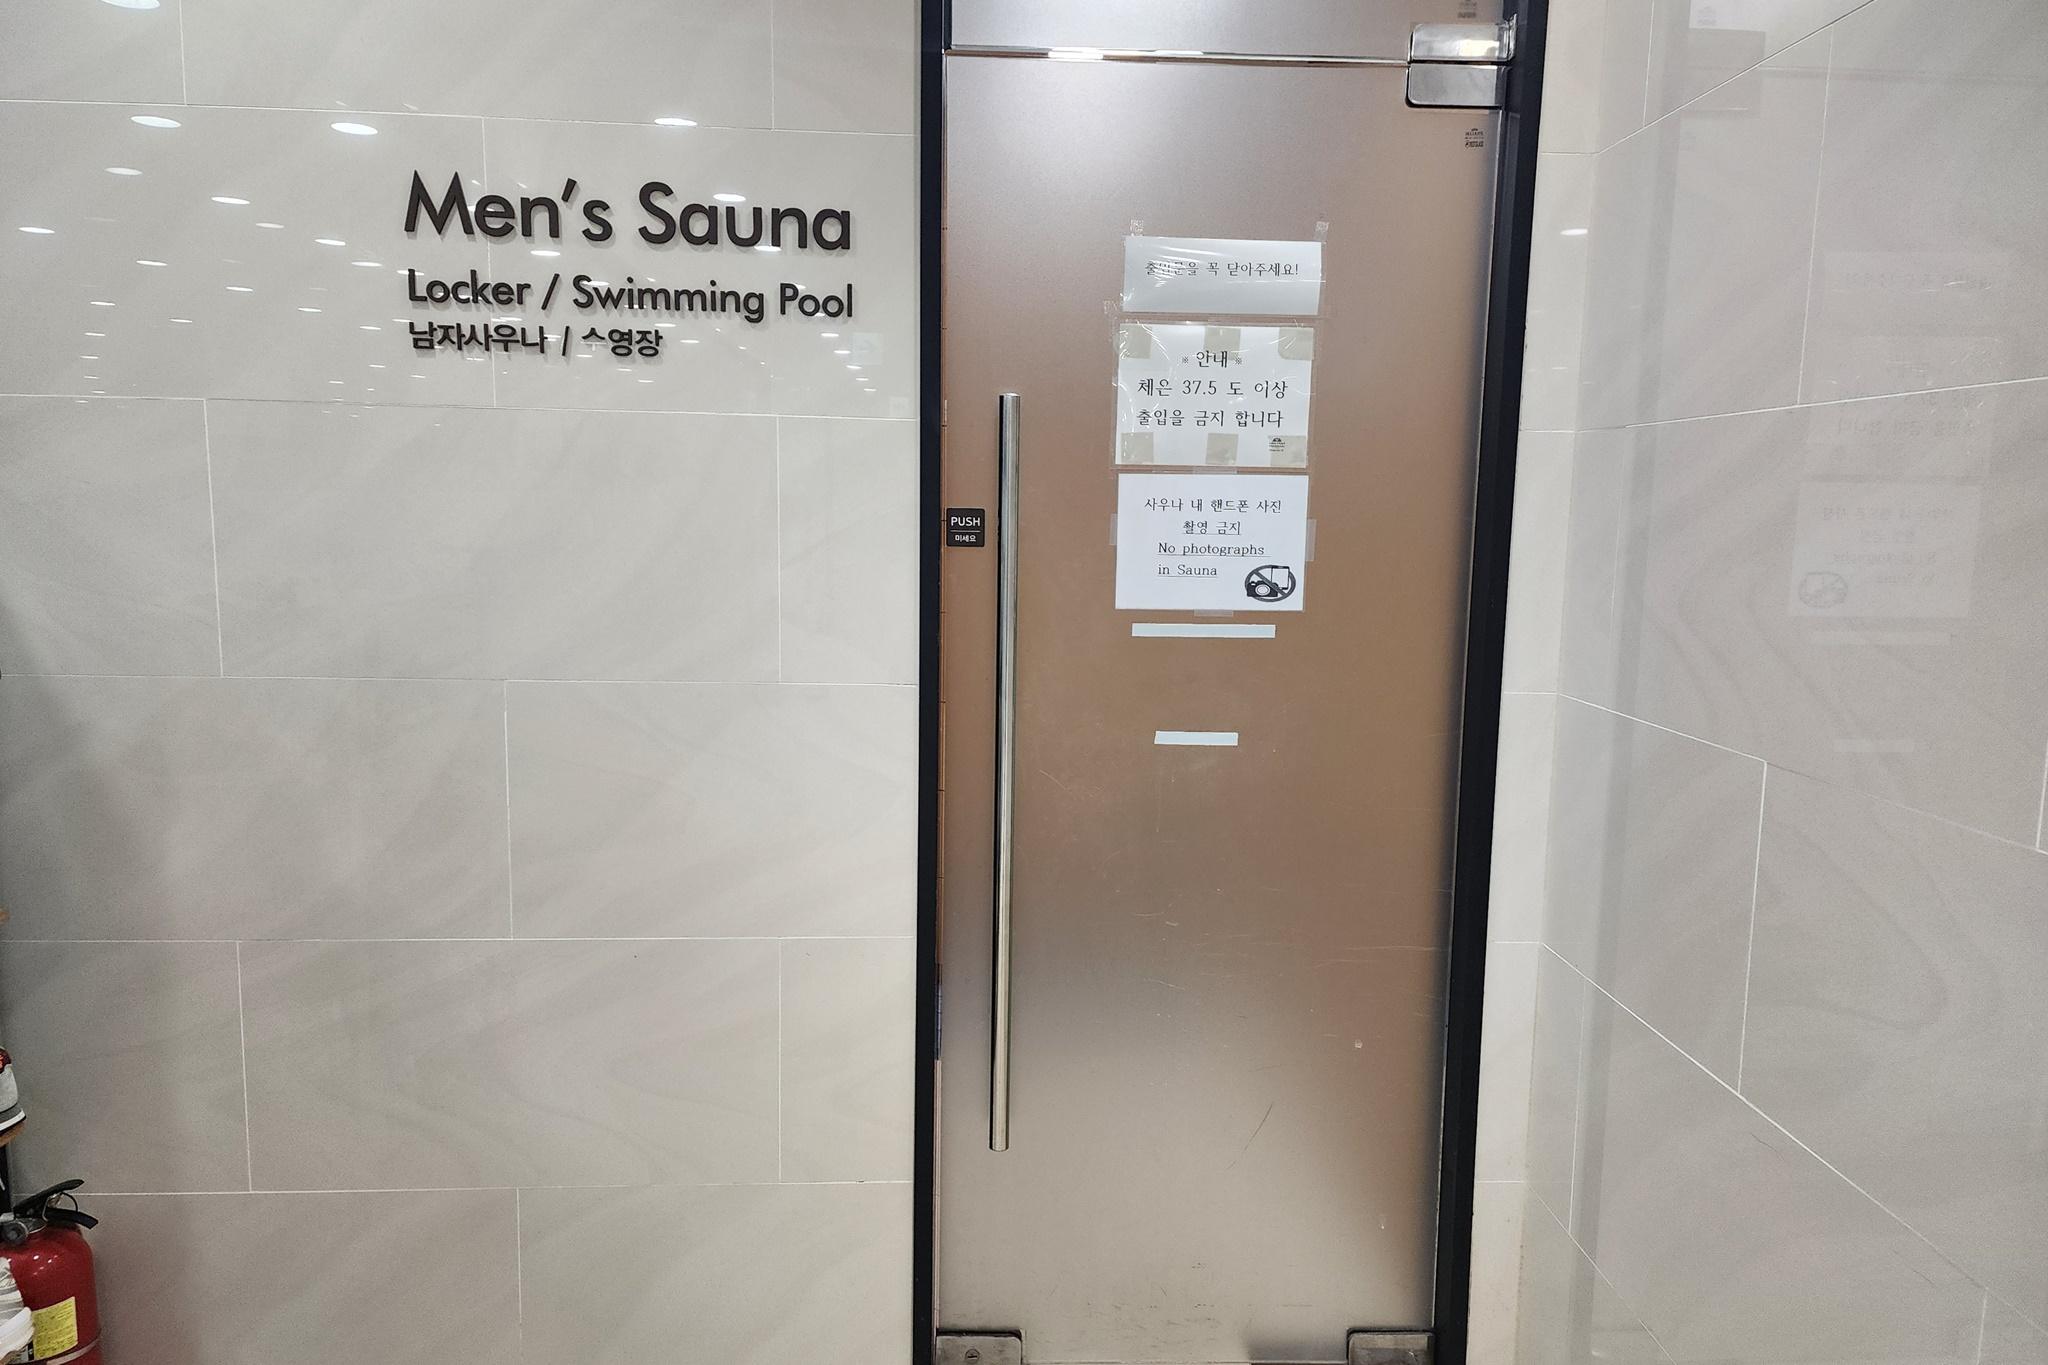 Men's Sauna
Locker / Swimming Pool
남자사우나 / 스영장
출입문을 꼭 닫아주세요!
※ 안내 ※
체온 37.5 도 이상
출입을 금지 합니다
사우나 내 핸드폰 사진
촬영 금지
No photographs
in Sauna
PUSH
미세요